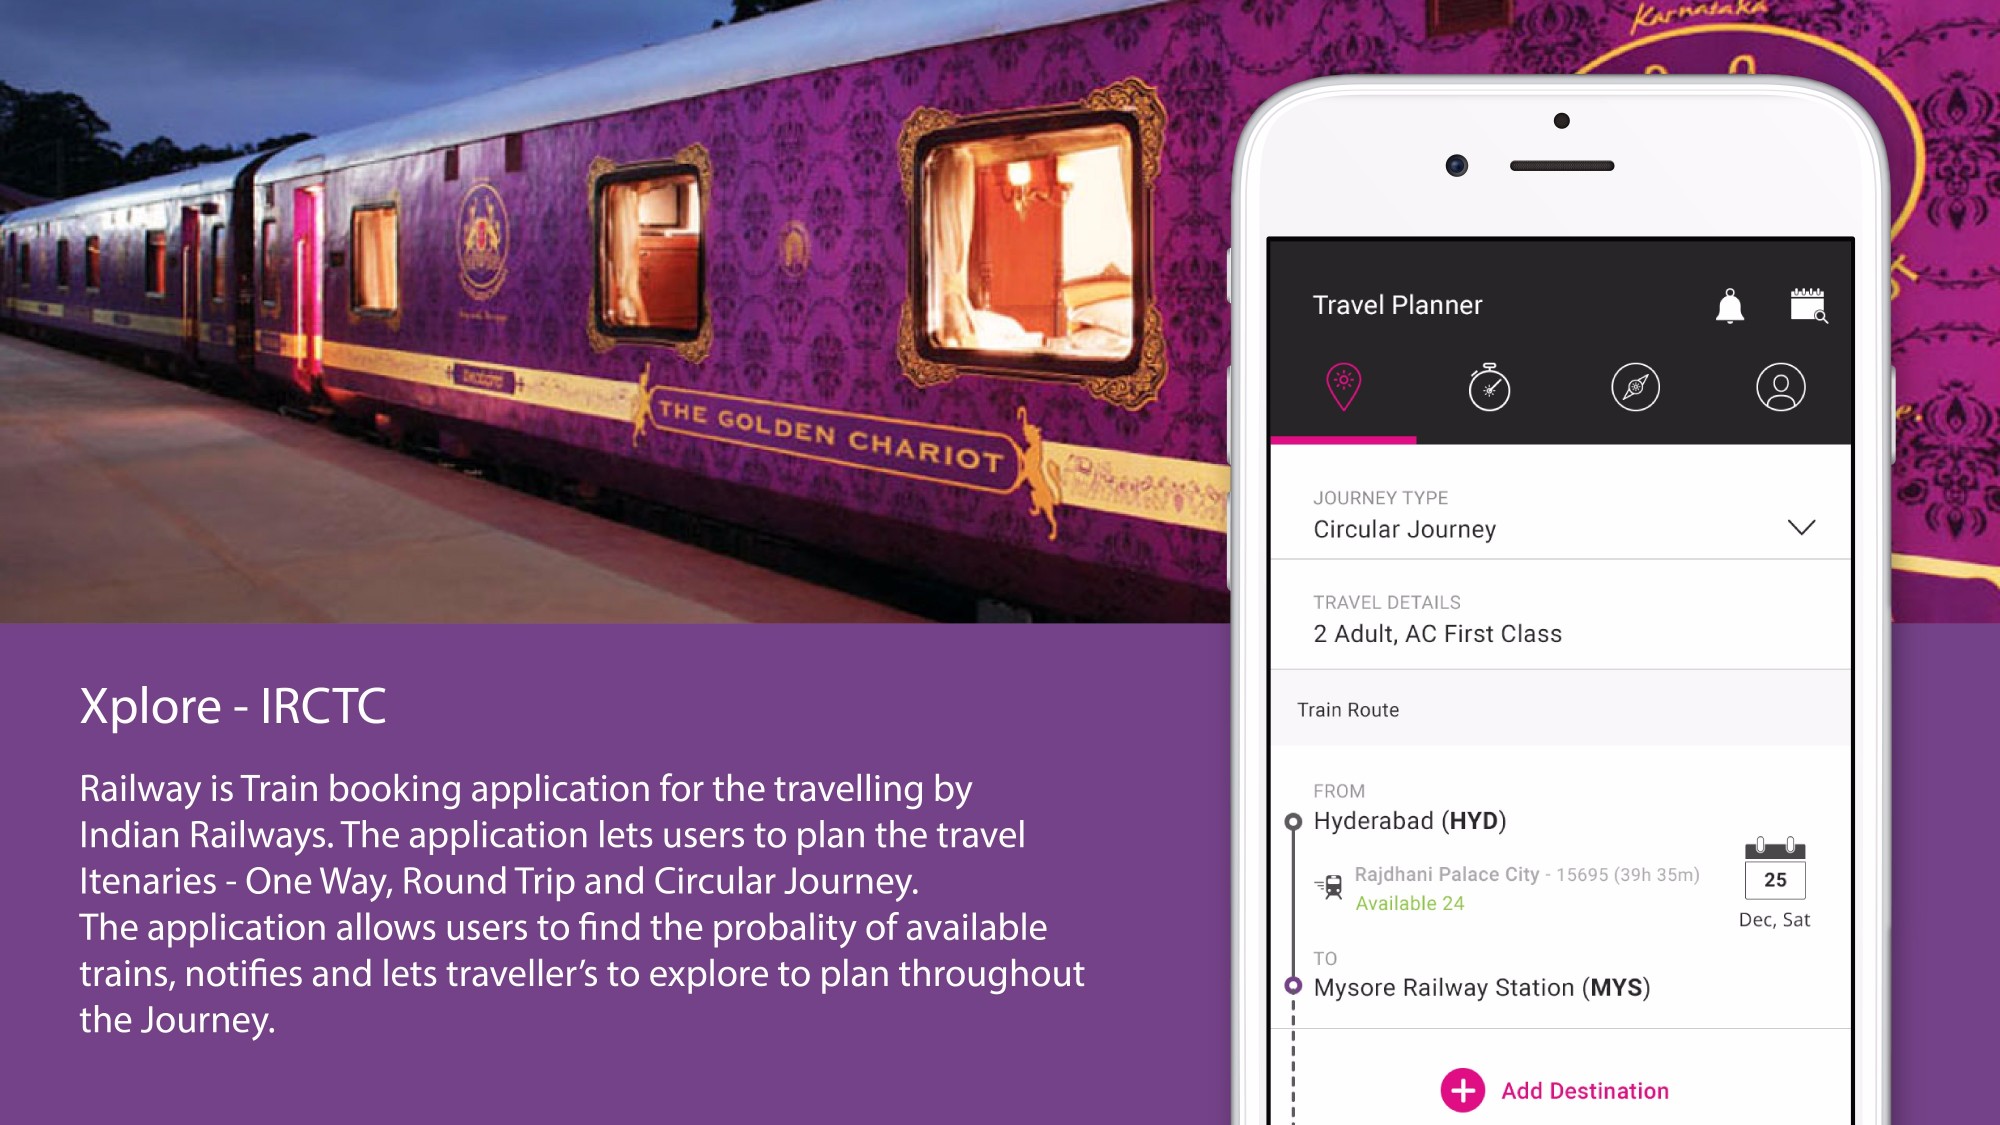 Karnataka
THE GOLDEN CHARIOT
Xplore - IRCTC
Railway is Train booking application for the travelling by
Indian Railways. The application lets users to plan the travel
Itenaries - One Way, Round Trip and Circular Journey.
The application allows users to find the probality of available
trains, notifies and lets traveller’s to explore to plan throughout
the Journey.
Travel Planner
JOURNEY TYPE
Circular Journey
TRAVEL DETAILS
2 Adult, AC First Class
Train Route
FROM
Hyderabad (HYD)
Rajdhani Palace City - 15695 (39h 35m)
Available 24
25
Dec, Sat
TO
Mysore Railway Station (MYS)
Add Destination